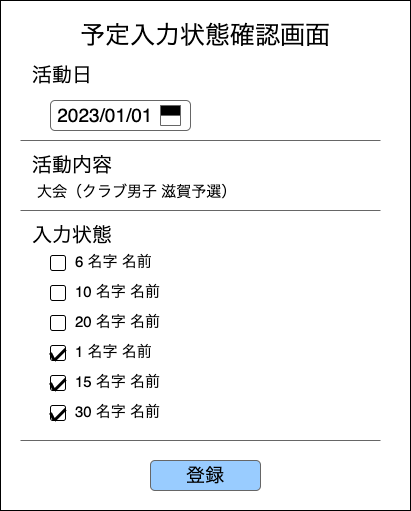 予定入力状態確認画面
活動日
2023/01/01
活動内容
大会（クラブ男子 滋賀予選）
入力状態
6 名字 名前
10 名字 名前
20 名字 名前
1 名字 名前
15 名字 名前
30 名字 名前
登録